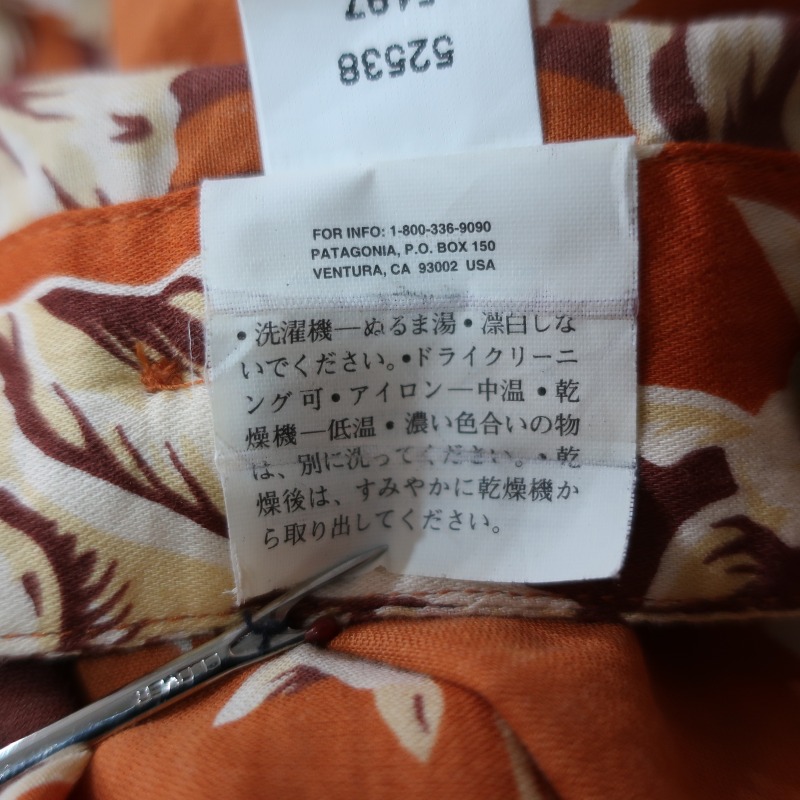 52538
5497
FOR INFO: 1-800-336-9090
PATAGONIA, P.O. BOX 150
VENTURA, CA 93002 USA
•洗濯機—ぬるま湯•漂白しな
いでください。•ドライクリーニ
ング可•アイロン—中温•乾
燥機—低温•濃い色合いの物
は、別に洗ってください。•乾
燥後は、すみやかに乾燥機か
ら取り出してください。
CLOVER